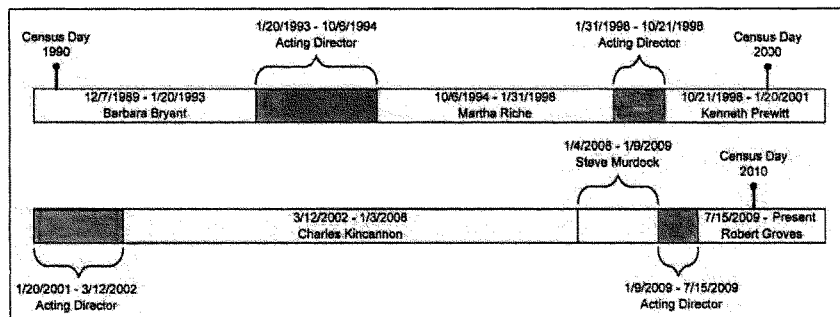 Census Day
1990
1/20/1993 - 10/6/1994
Acting Director
1/31/1998 - 10/21/1998
Acting Director
Census Day
2000
12/7/1989 - 1/20/1993
Barbara Bryant
10/6/1994 - 1/31/1998
Martha Riche
10/21/1998 - 1/20/2001
Kenneth Prewitt
1/4/2008 - 1/9/2009
Steve Murdock
Census Day
2010
3/12/2002 - 1/3/2008
Charles Kincannon
7/15/2009 - Present
Robert Groves
1/20/2001 - 3/12/2002
Acting Director
1/9/2009 - 7/15/2009
Acting Director